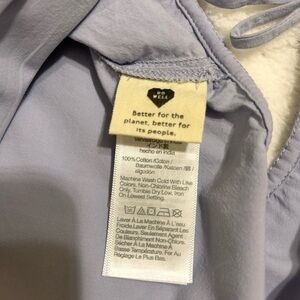 DO
WELL
Better for the
planet, better for
its people.
hecho en India
100% Cotton /Coton /
Baumwolle /Katoen /棉 /
algodón
Machine Wash Cold With Like
Colors, Non-Chlorine Bleach
Only, Tumble Dry Low, Iron
On Lowest Setting.
Laver À La Machine À L'eau
Froide.Laver En Séparant Les
Couleurs, Seulement Agent
De Blanchiment Non-Chloré.
Sécher À La Machine À
Basse Température. Fer Au
Réglage Le Plus Bas.